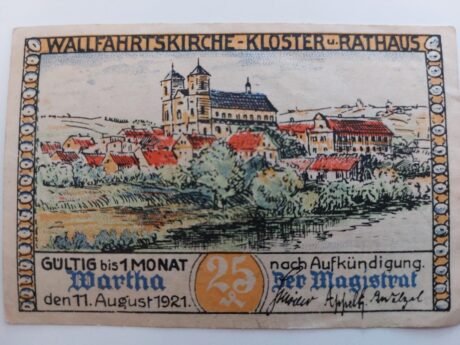 WALLFAHRTSKIRCHE-KLOSTER u. RATHAUS
GÜLTIG bis 1 MONAT 25 nach Aufkündigung.
Wartha Der Magistrat
den 11. August 1921.